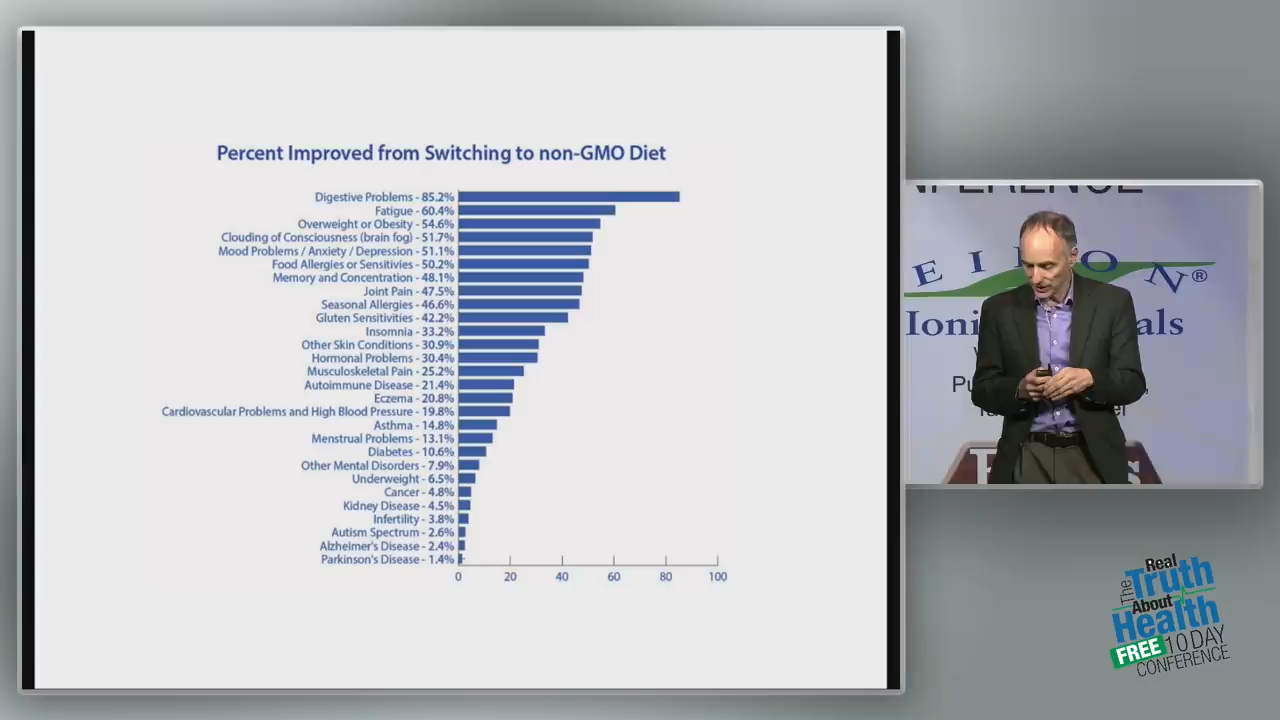 Percent Improved from Switching to non-GMO Diet
Digestive Problems - 85.2%
Fatigue - 60.4%
Overweight or Obesity - 54.6%
Clouding of Consciousness (brain fog) - 51.7%
Mood Problems / Anxiety / Depression - 51.1%
Food Allergies or Sensitivies - 50.2%
Memory and Concentration - 48.1%
Joint Pain - 47.5%
Seasonal Allergies - 46.6%
Gluten Sensitivities - 42.2%
Insomnia - 33.2%
Other Skin Conditions - 30.9%
Hormonal Problems - 30.4%
Musculoskeletal Pain - 25.2%
Autoimmune Disease - 21.4%
Eczema - 20.8%
Cardiovascular Problems and High Blood Pressure - 19.8%
Asthma - 14.8%
Menstrual Problems - 13.1%
Diabetes - 10.6%
Other Mental Disorders - 7.9%
Underweight - 6.5%
Cancer - 4.8%
Kidney Disease - 4.5%
Infertility - 3.8%
Autism Spectrum - 2.6%
Alzheimer's Disease - 2.4%
Parkinson's Disease - 1.4%
0 20 40 60 80 100
The Real
Truth
About
Health
FREE 10 DAY
CONFERENCE